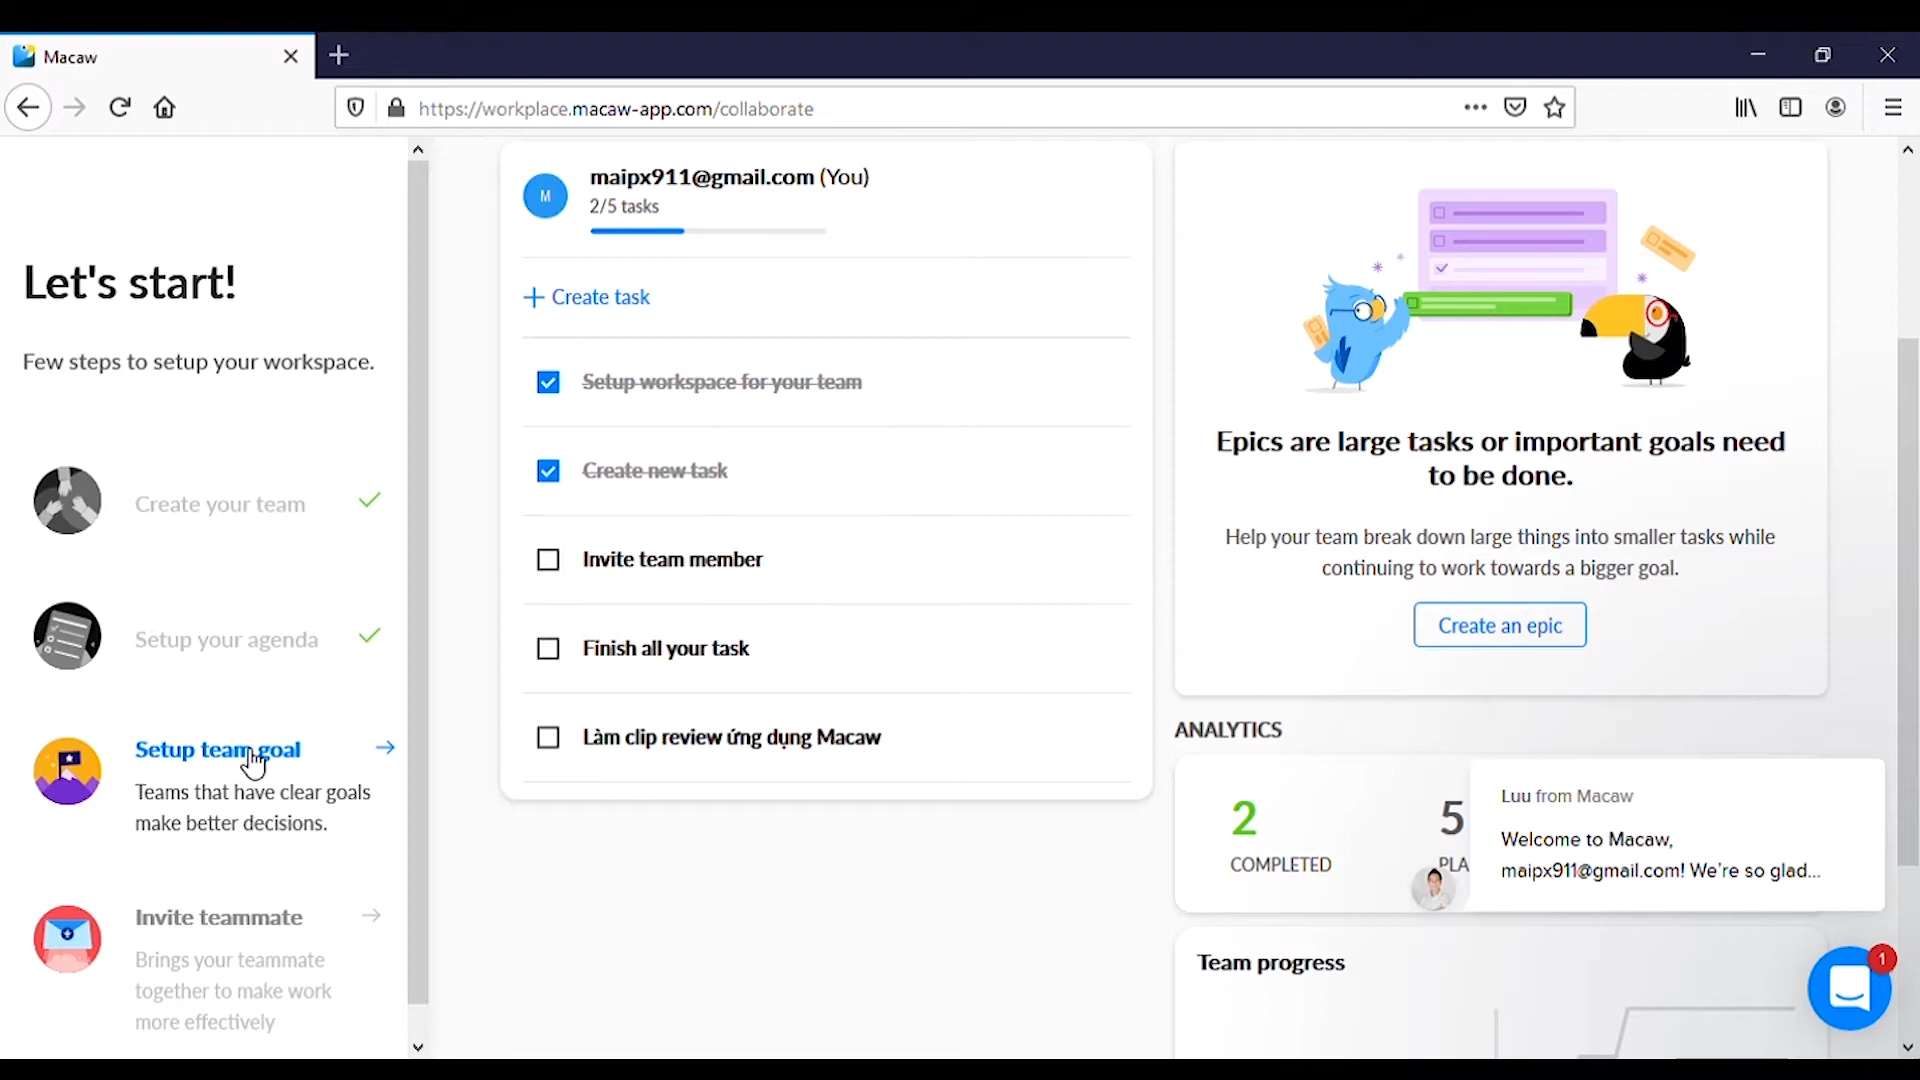 Macaw
https://workplace.macaw-app.com/collaborate
Let's start!
Few steps to setup your workspace.
Create your team
Setup your agenda
Setup team goal
Teams that have clear goals
make better decisions.
Invite teammate
Brings your teammate
together to make work
more effectively
M
maipx911@gmail.com (You)
2/5 tasks
Create task
Setup workspace for your team
Create new task
Invite team member
Finish all your task
Làm clip review ứng dụng Macaw
Epics are large tasks or important goals need
to be done.
Help your team break down large things into smaller tasks while
continuing to work towards a bigger goal.
Create an epic
ANALYTICS
2
COMPLETED
5
PLA
Luu from Macaw
Welcome to Macaw,
maipx911@gmail.com! We're so glad...
Team progress
1